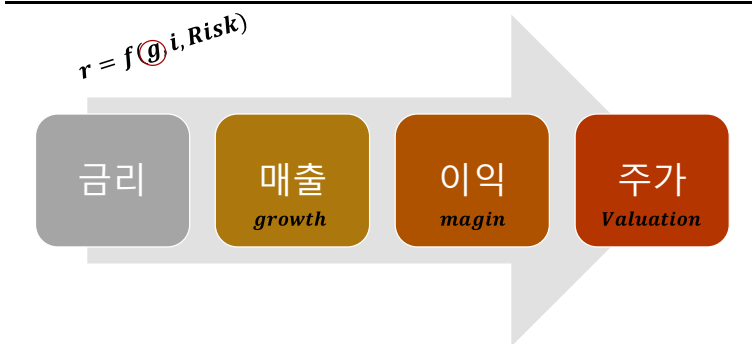 r = f(g, i, Risk)
금리
매출
growth
이익
magin
주가
Valuation